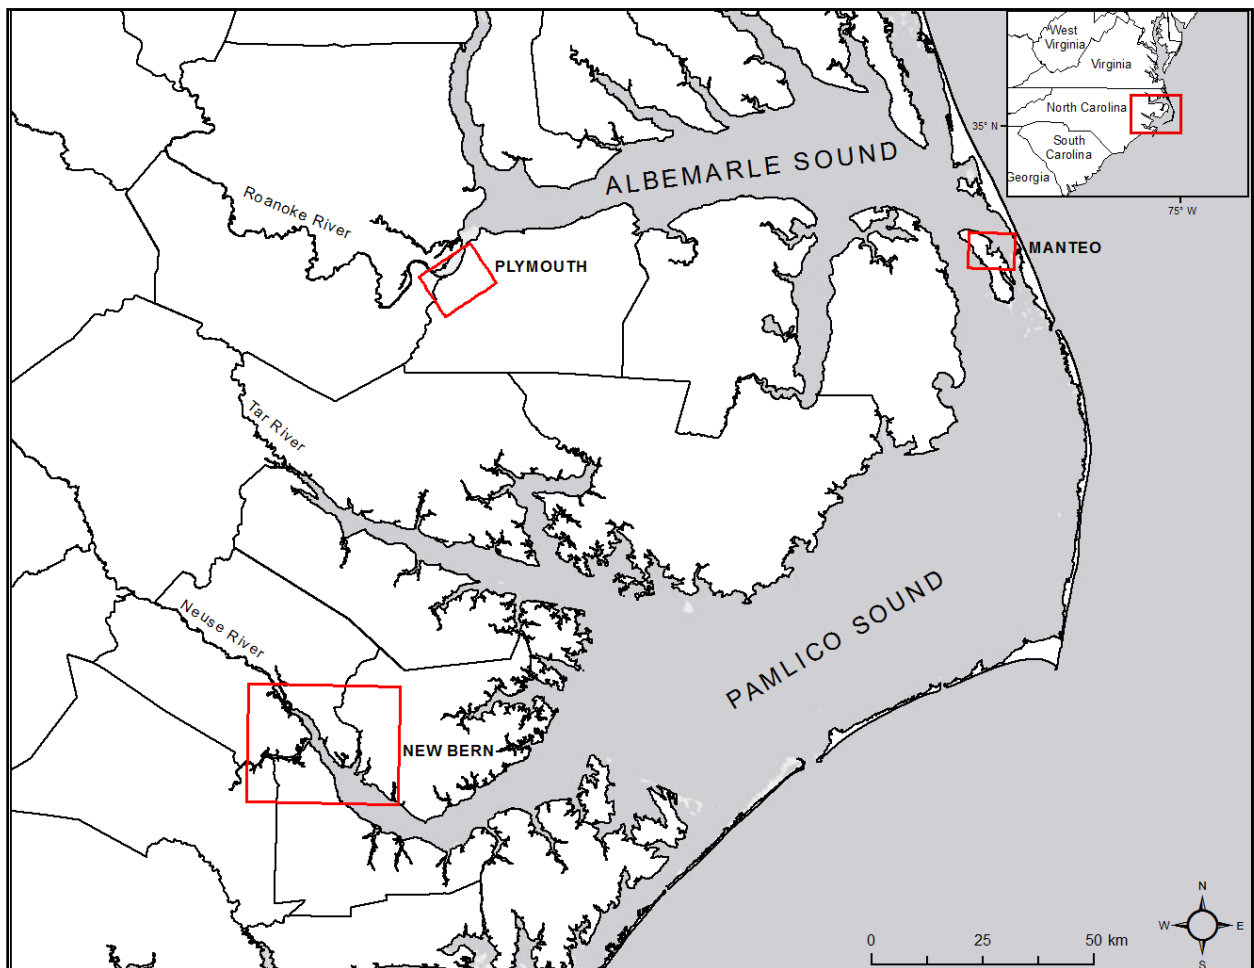 West
Virginia
Virginia
North Carolina
35° N
South
Carolina
Georgia
75° W
ALBEMARLE SOUND
Roanoke River
PLYMOUTH
MANTEO
Tar River
PAMLICO SOUND
Neuse River
NEW BERN
N
W
E
S
0
25
50 km